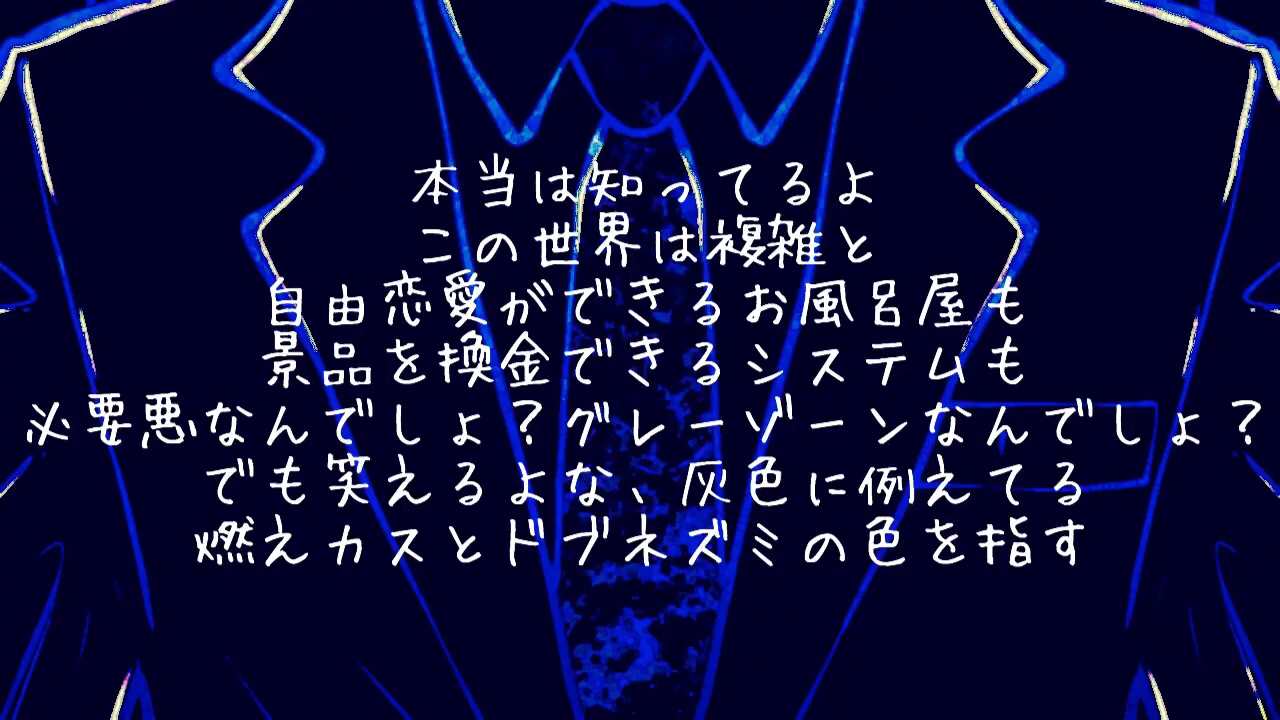 本当は知ってるよ
この世界は複雑と
自由恋愛ができるお風呂屋も
景品を換金できるシステムも
必要悪なんでしょ？グレーゾーンなんでしょ？
でも笑えるよな、灰色に例えてる
燃えカスとドブネズミの色を指す